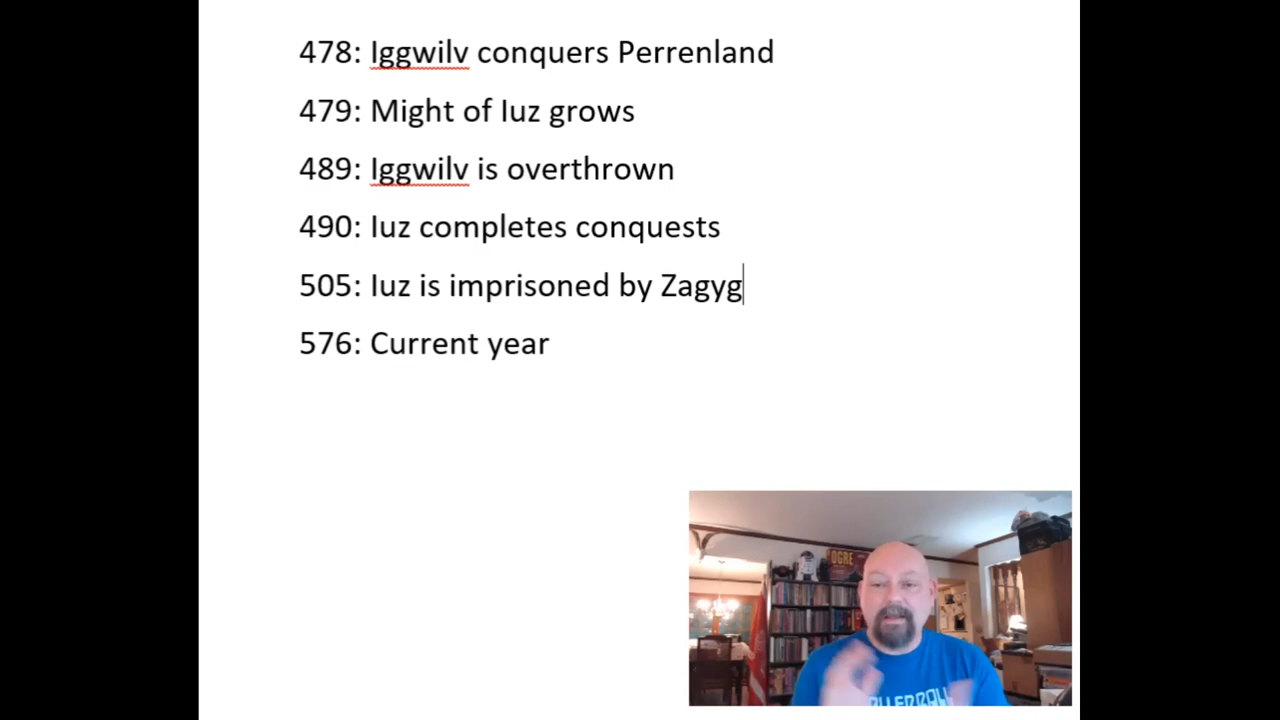 478: Iggwilv conquers Perrenland
479: Might of Iuz grows
489: Iggwilv is overthrown
490: Iuz completes conquests
505: Iuz is imprisoned by Zagyg
576: Current year
OGRE